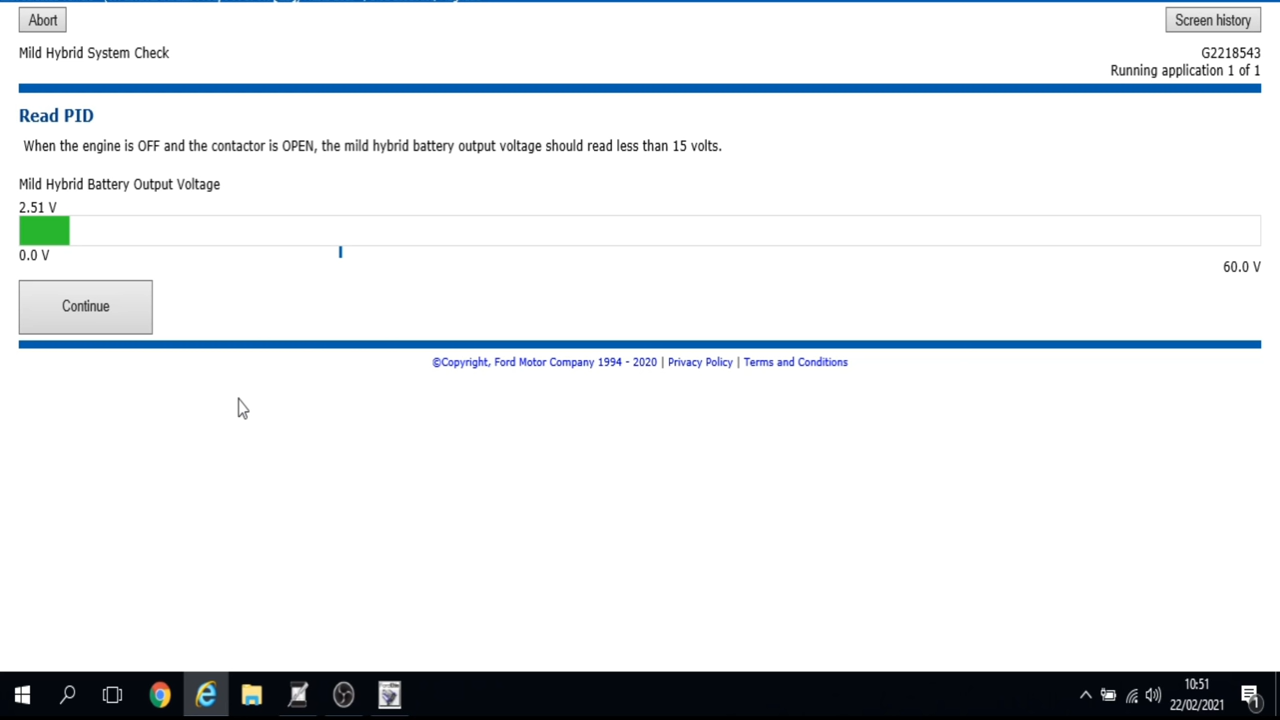 Abort
Screen history
Mild Hybrid System Check
G2218543
Running application 1 of 1
Read PID
When the engine is OFF and the contactor is OPEN, the mild hybrid battery output voltage should read less than 15 volts.
Mild Hybrid Battery Output Voltage
2.51 V
0.0 V
60.0 V
Continue
©Copyright, Ford Motor Company 1994 - 2020 | Privacy Policy | Terms and Conditions
10:51
22/02/2021
1